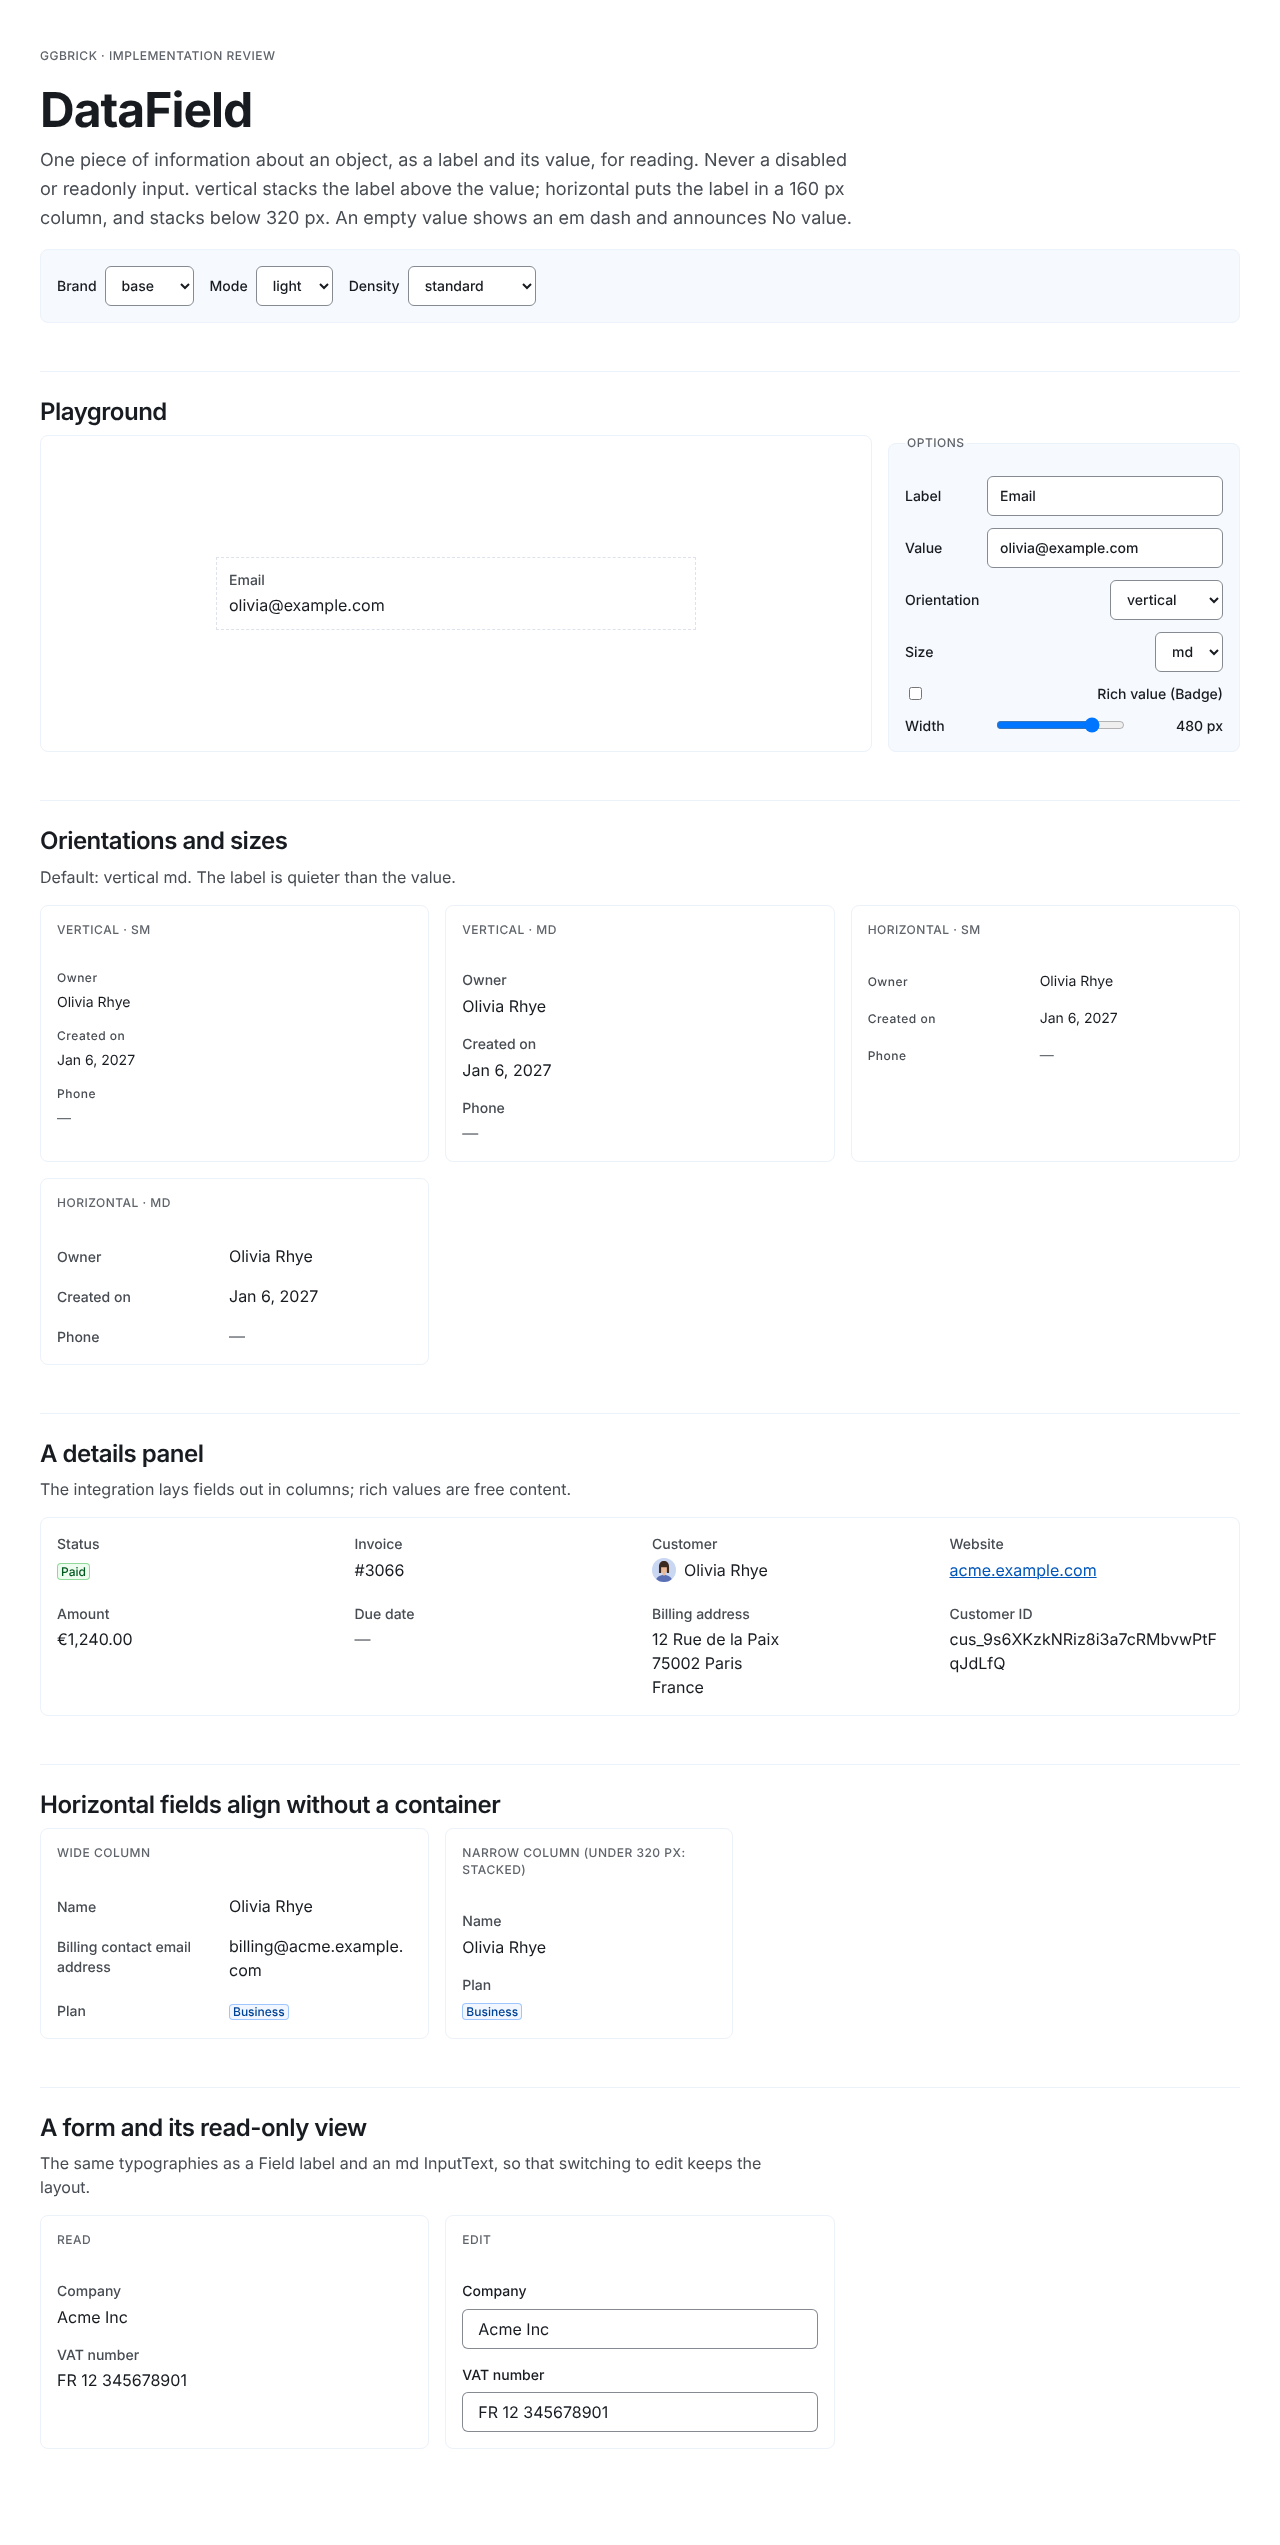 GGBRICK · IMPLEMENTATION REVIEW
DataField
One piece of information about an object, as a label and its value, for reading. Never a disabled
or readonly input. vertical stacks the label above the value; horizontal puts the label in a 160 px
column, and stacks below 320 px. An empty value shows an em dash and announces No value.
Brand base Mode light Density standard
Playground
Email
olivia@example.com
OPTIONS
Label Email
Value olivia@example.com
Orientation vertical
Size md
Rich value (Badge)
Width 480 px
Orientations and sizes
Default: vertical md. The label is quieter than the value.
VERTICAL · SM
Owner
Olivia Rhye
Created on
Jan 6, 2027
Phone
—
VERTICAL · MD
Owner
Olivia Rhye
Created on
Jan 6, 2027
Phone
—
HORIZONTAL · SM
Owner Olivia Rhye
Created on Jan 6, 2027
Phone —
HORIZONTAL · MD
Owner Olivia Rhye
Created on Jan 6, 2027
Phone —
A details panel
The integration lays fields out in columns; rich values are free content.
Status
Paid
Invoice
#3066
Customer
Olivia Rhye
Website
acme.example.com
Amount
€1,240.00
Due date
—
Billing address
12 Rue de la Paix
75002 Paris
France
Customer ID
cus_9s6XKzkNRiz8i3a7cRMbvwPtF
qJdLfQ
Horizontal fields align without a container
WIDE COLUMN
Name Olivia Rhye
Billing contact email billing@acme.example.
address com
Plan Business
NARROW COLUMN (UNDER 320 PX:
STACKED)
Name
Olivia Rhye
Plan
Business
A form and its read-only view
The same typographies as a Field label and an md InputText, so that switching to edit keeps the
layout.
READ
Company
Acme Inc
VAT number
FR 12 345678901
EDIT
Company
Acme Inc
VAT number
FR 12 345678901